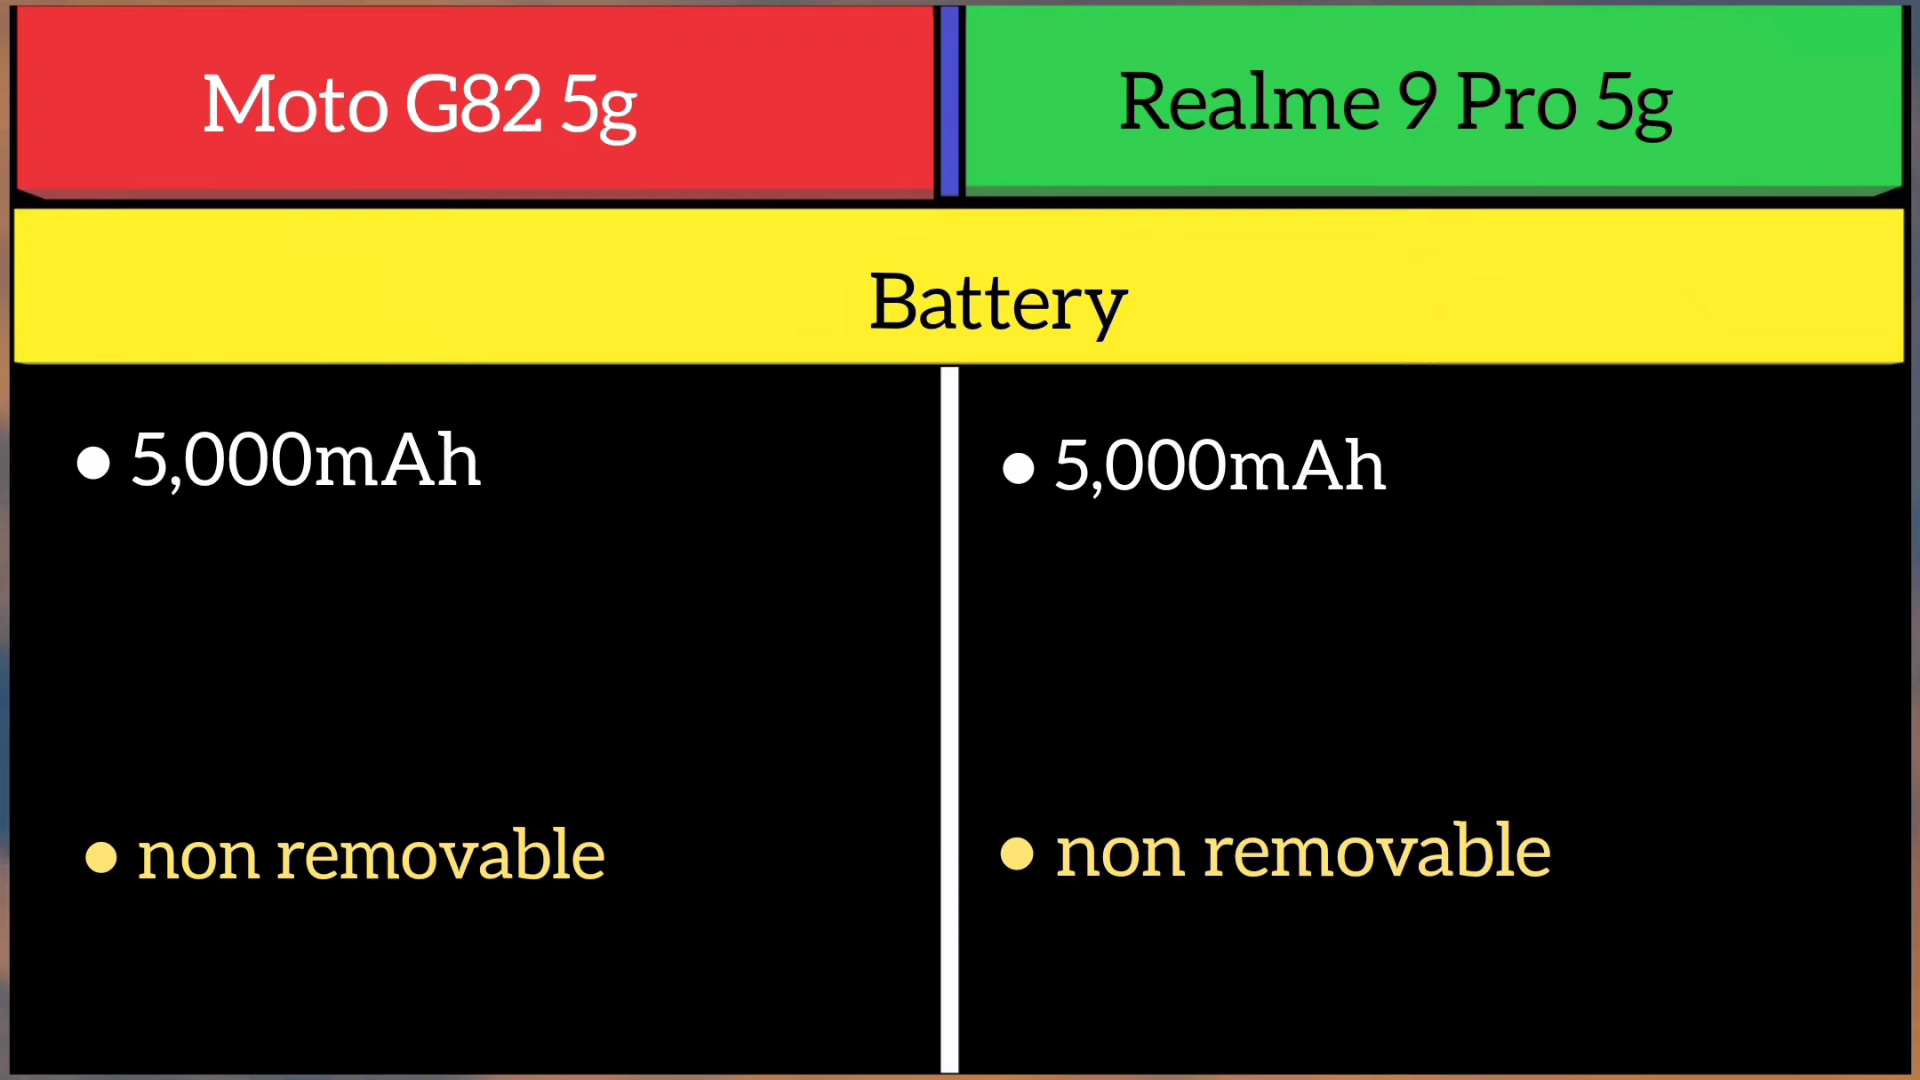 Moto G82 5g
Realme 9 Pro 5g
Battery
● 5,000mAh
● 5,000mAh
● non removable
● non removable